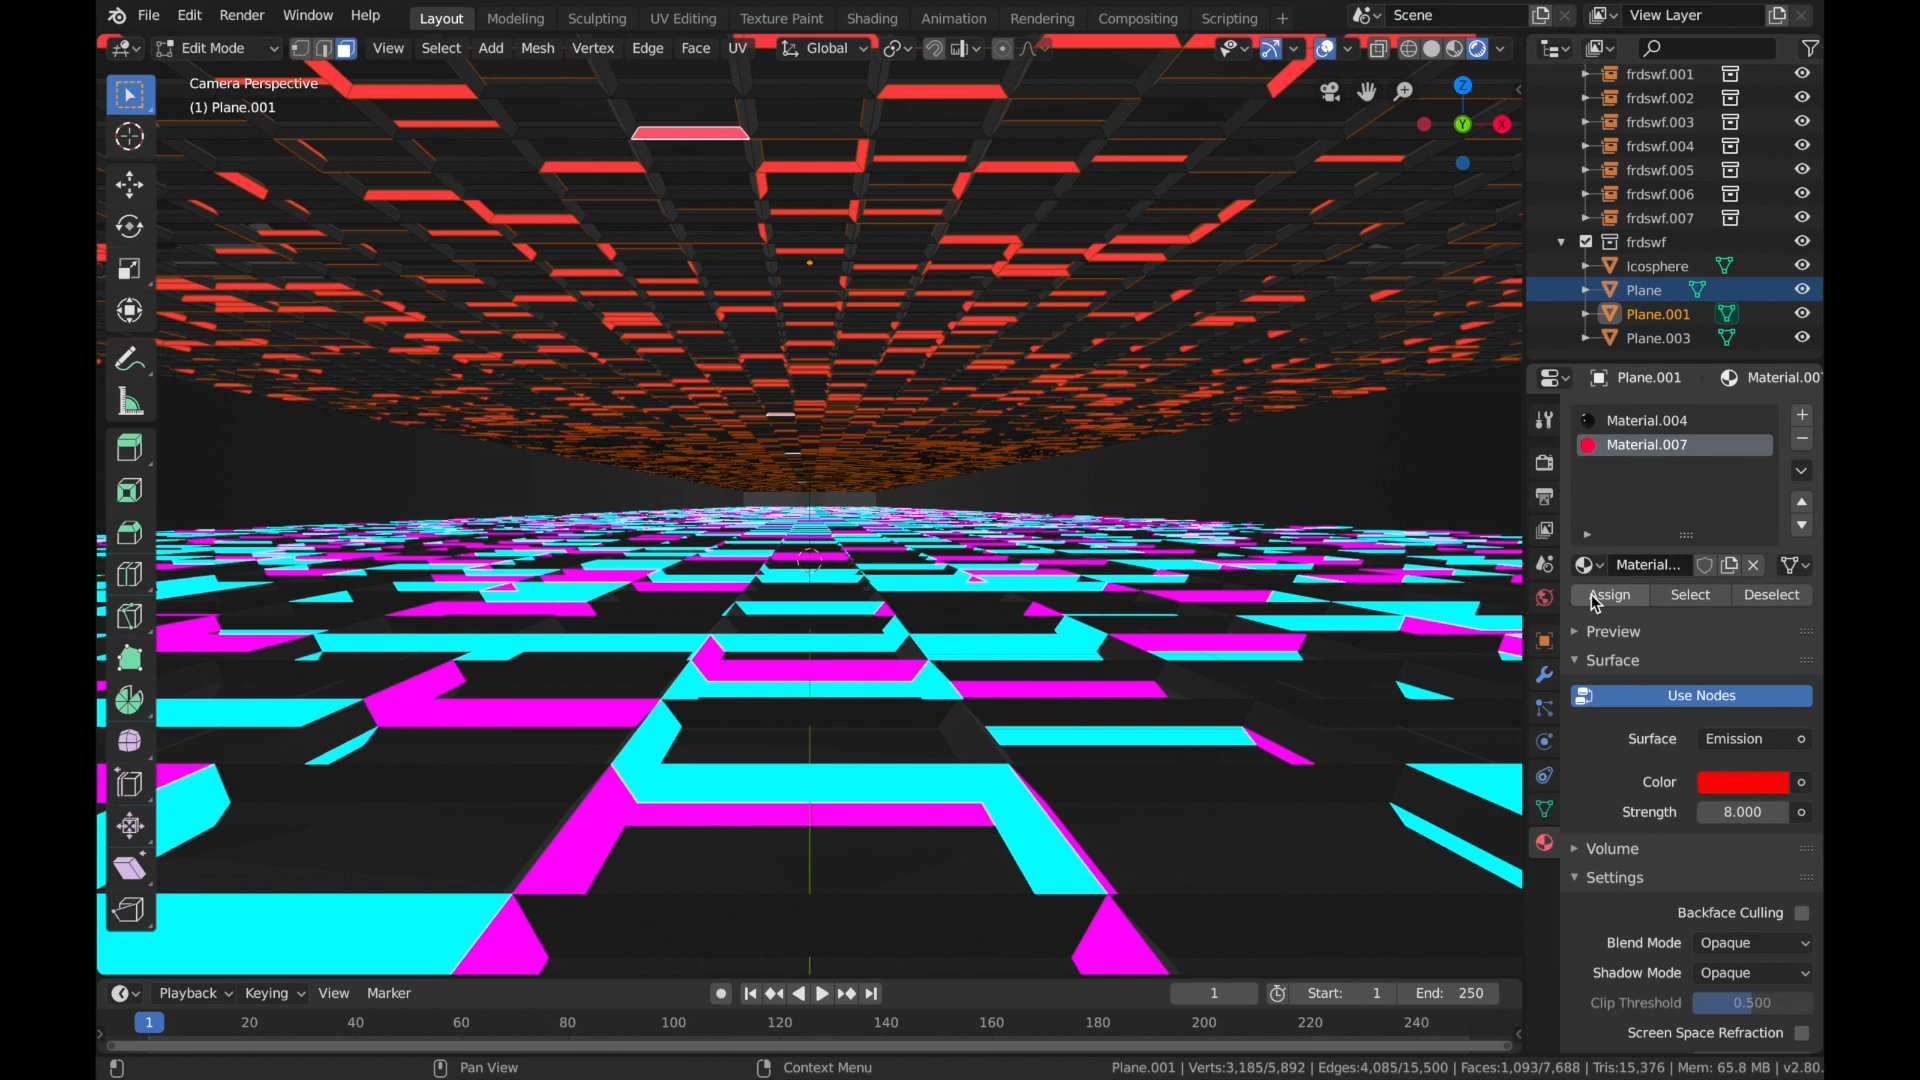 File Edit Render Window Help Layout Modeling Sculpting UV Editing Texture Paint Shading Animation Rendering Compositing Scripting + Scene View Layer
Edit Mode View Select Add Mesh Vertex Edge Face UV Global
Camera Perspective
(1) Plane.001
Z
Y
X
frdswf.001
frdswf.002
frdswf.003
frdswf.004
frdswf.005
frdswf.006
frdswf.007
frdswf
Icosphere
Plane
Plane.001
Plane.003
Plane.001 Material.00
Material.004
Material.007
Material...
Assign Select Deselect
Preview
Surface
Use Nodes
Surface Emission
Color
Strength 8.000
Volume
Settings
Backface Culling
Blend Mode Opaque
Shadow Mode Opaque
Clip Threshold 0.500
Screen Space Refraction
Playback Keying View Marker 1 Start: 1 End: 250
1 20 40 60 80 100 120 140 160 180 200 220 240
Pan View Context Menu Plane.001 | Verts:3,185/5,892 | Edges:4,085/15,500 | Faces:1,093/7,688 | Tris:15,376 | Mem: 65.8 MB | v2.80.